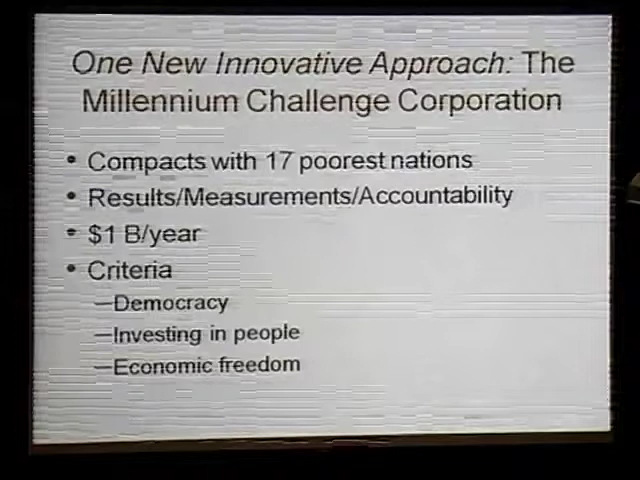 One New Innovative Approach: The
Millennium Challenge Corporation
• Compacts with 17 poorest nations
• Results/Measurements/Accountability
• $1 B/year
• Criteria
–Democracy
–Investing in people
–Economic freedom